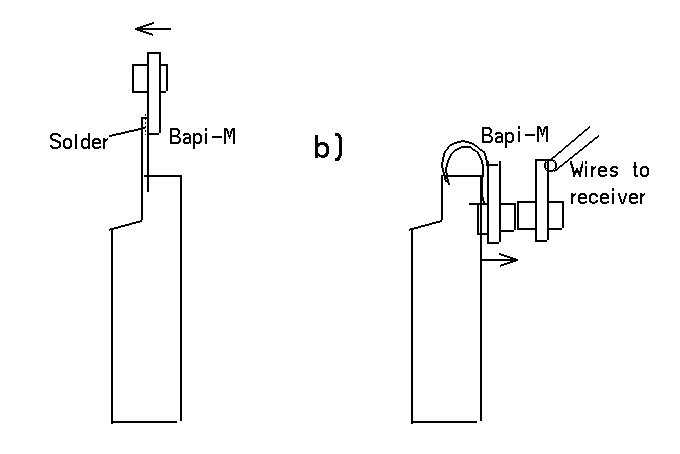 Solder
Bapi-M
b)
Bapi-M
Wires to
receiver